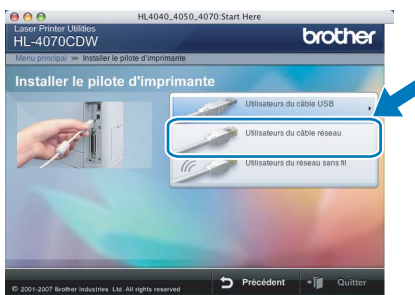 HL4040_4050_4070:Start Here
Laser Printer Utilities
HL-4070CDW
brother
Menu principal >> Installer le pilote d'imprimante
Installer le pilote d'imprimante
Utilisateurs du câble USB
Utilisateurs du câble réseau
Utilisateurs du réseau sans fil
Précédent
Quitter
© 2001-2007 Brother Industries Ltd. All rights reserved